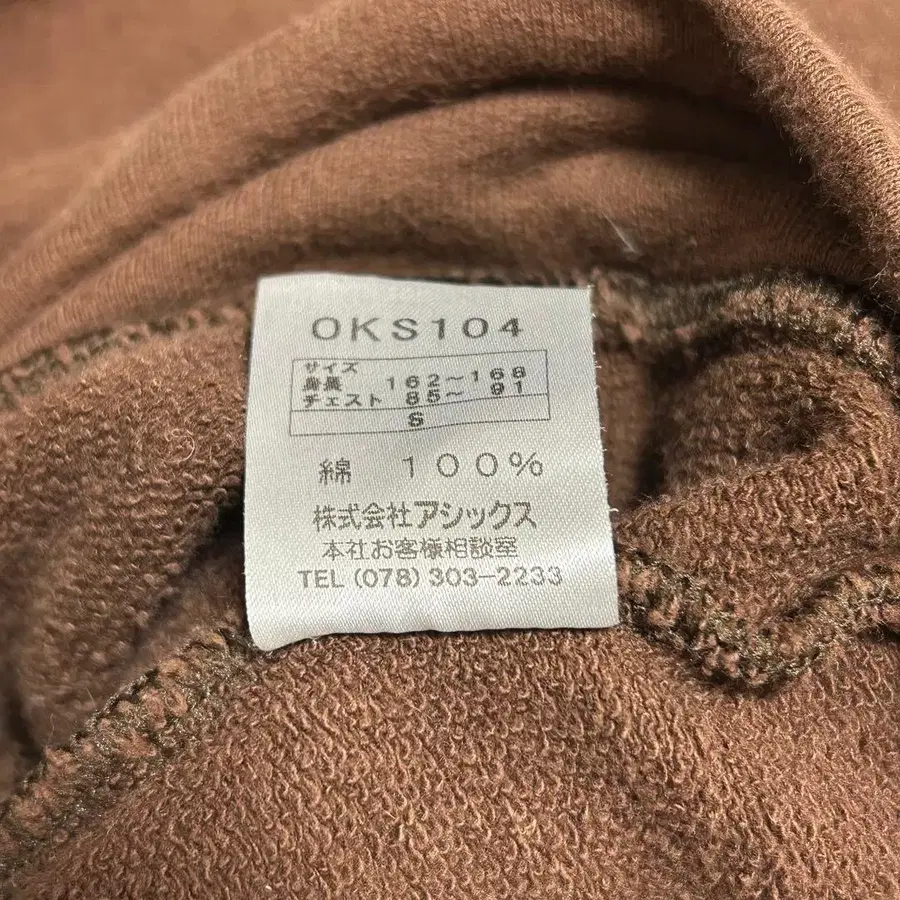 OKS104
サイズ
身長 162～168
チェスト 85～ 91
S
綿 100%
株式会社アシックス
本社お客様相談室
TEL(078)303-2233